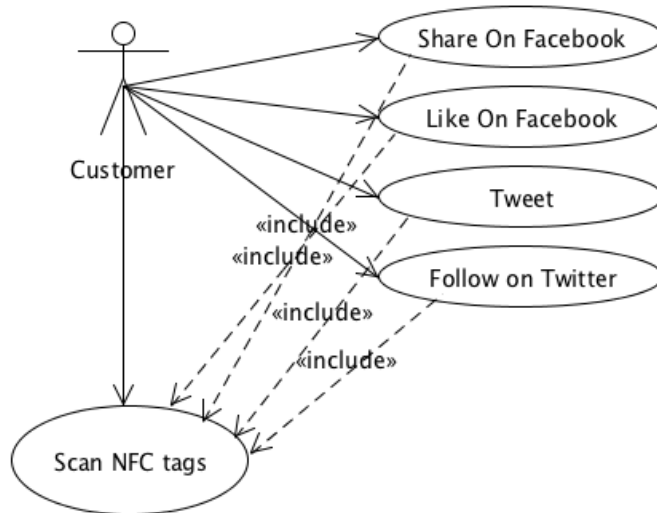 Share On Facebook
Like On Facebook
Customer
Tweet
«include»
«include»
Follow on Twitter
«include»
«include»
Scan NFC tags